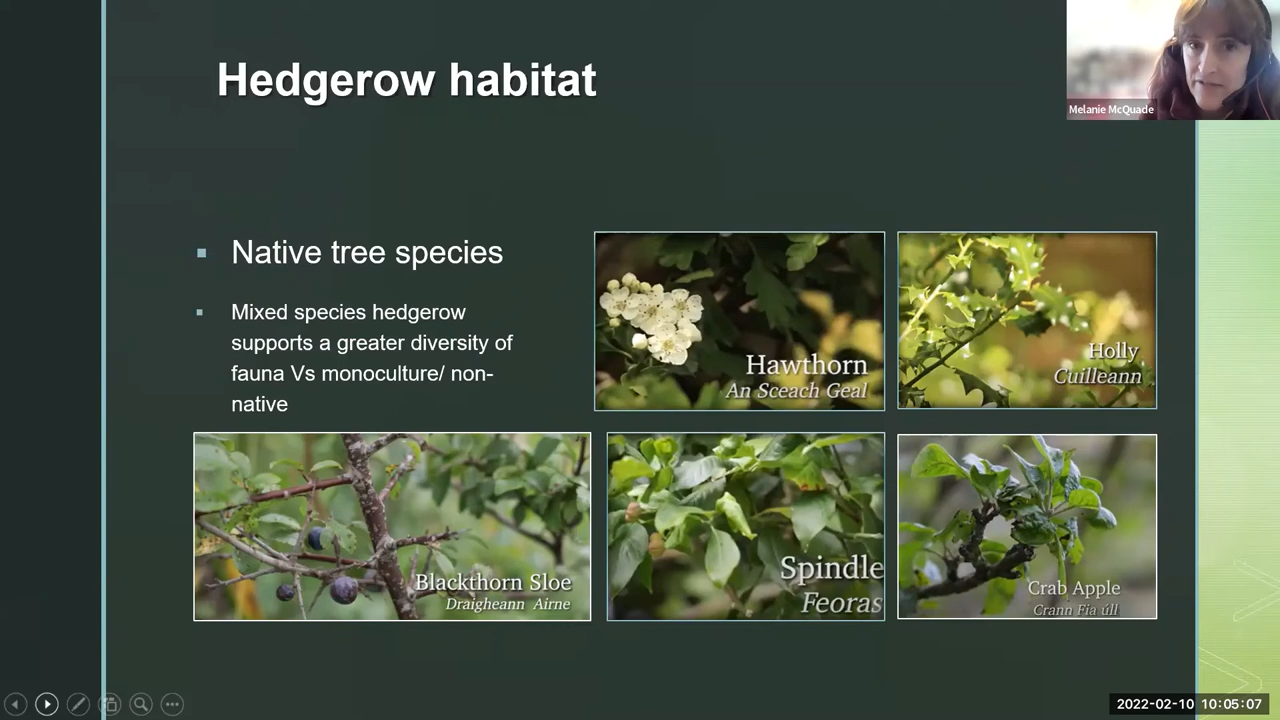 Hedgerow habitat
Melanie McQuade
Native tree species
Mixed species hedgerow
supports a greater diversity of
fauna Vs monoculture/ non-
native
Hawthorn
An Sceach Geal
Holly
Cuilleann
Blackthorn Sloe
Draigheann Airne
Spindle
Feoras
Crab Apple
Crann Fia úll
2022-02-10 10:05:07